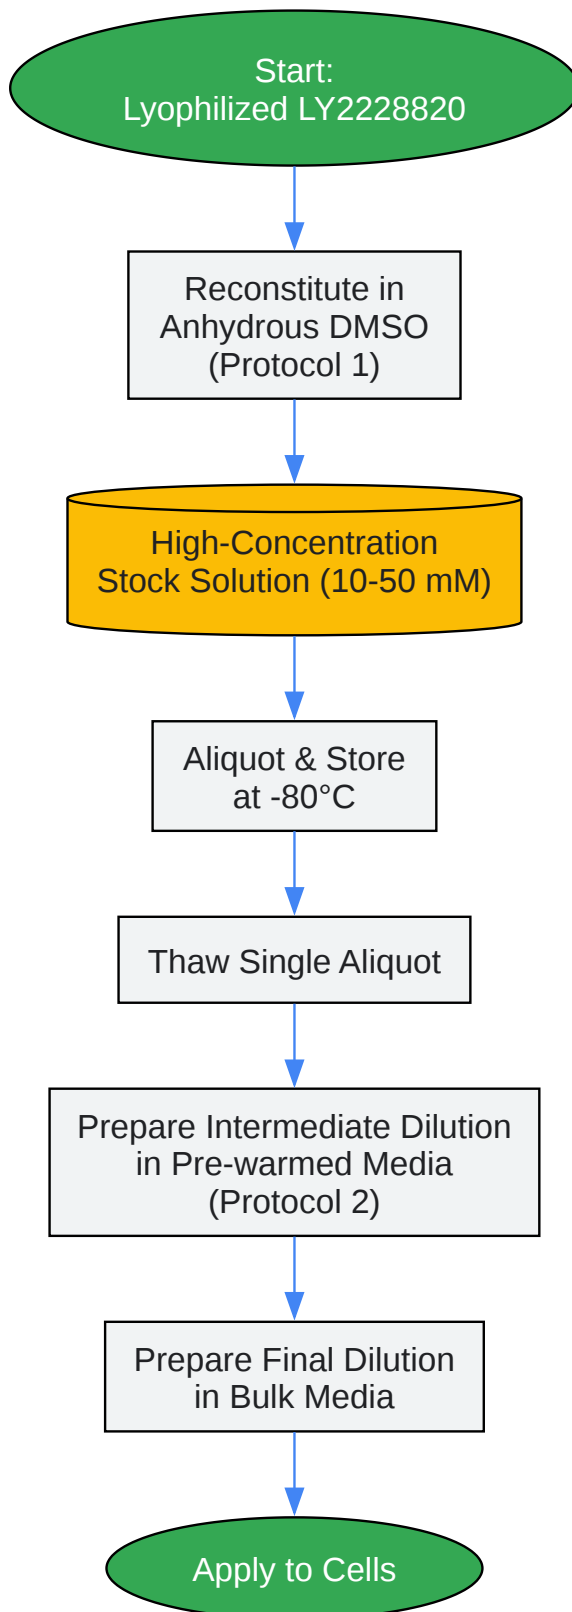 Start:
Lyophilized LY2228820
Reconstitute in
Anhydrous DMSO
(Protocol 1)
High-Concentration
Stock Solution (10-50 mM)
Aliquot & Store
at -80°C
Thaw Single Aliquot
Prepare Intermediate Dilution
in Pre-warmed Media
(Protocol 2)
Prepare Final Dilution
in Bulk Media
Apply to Cells